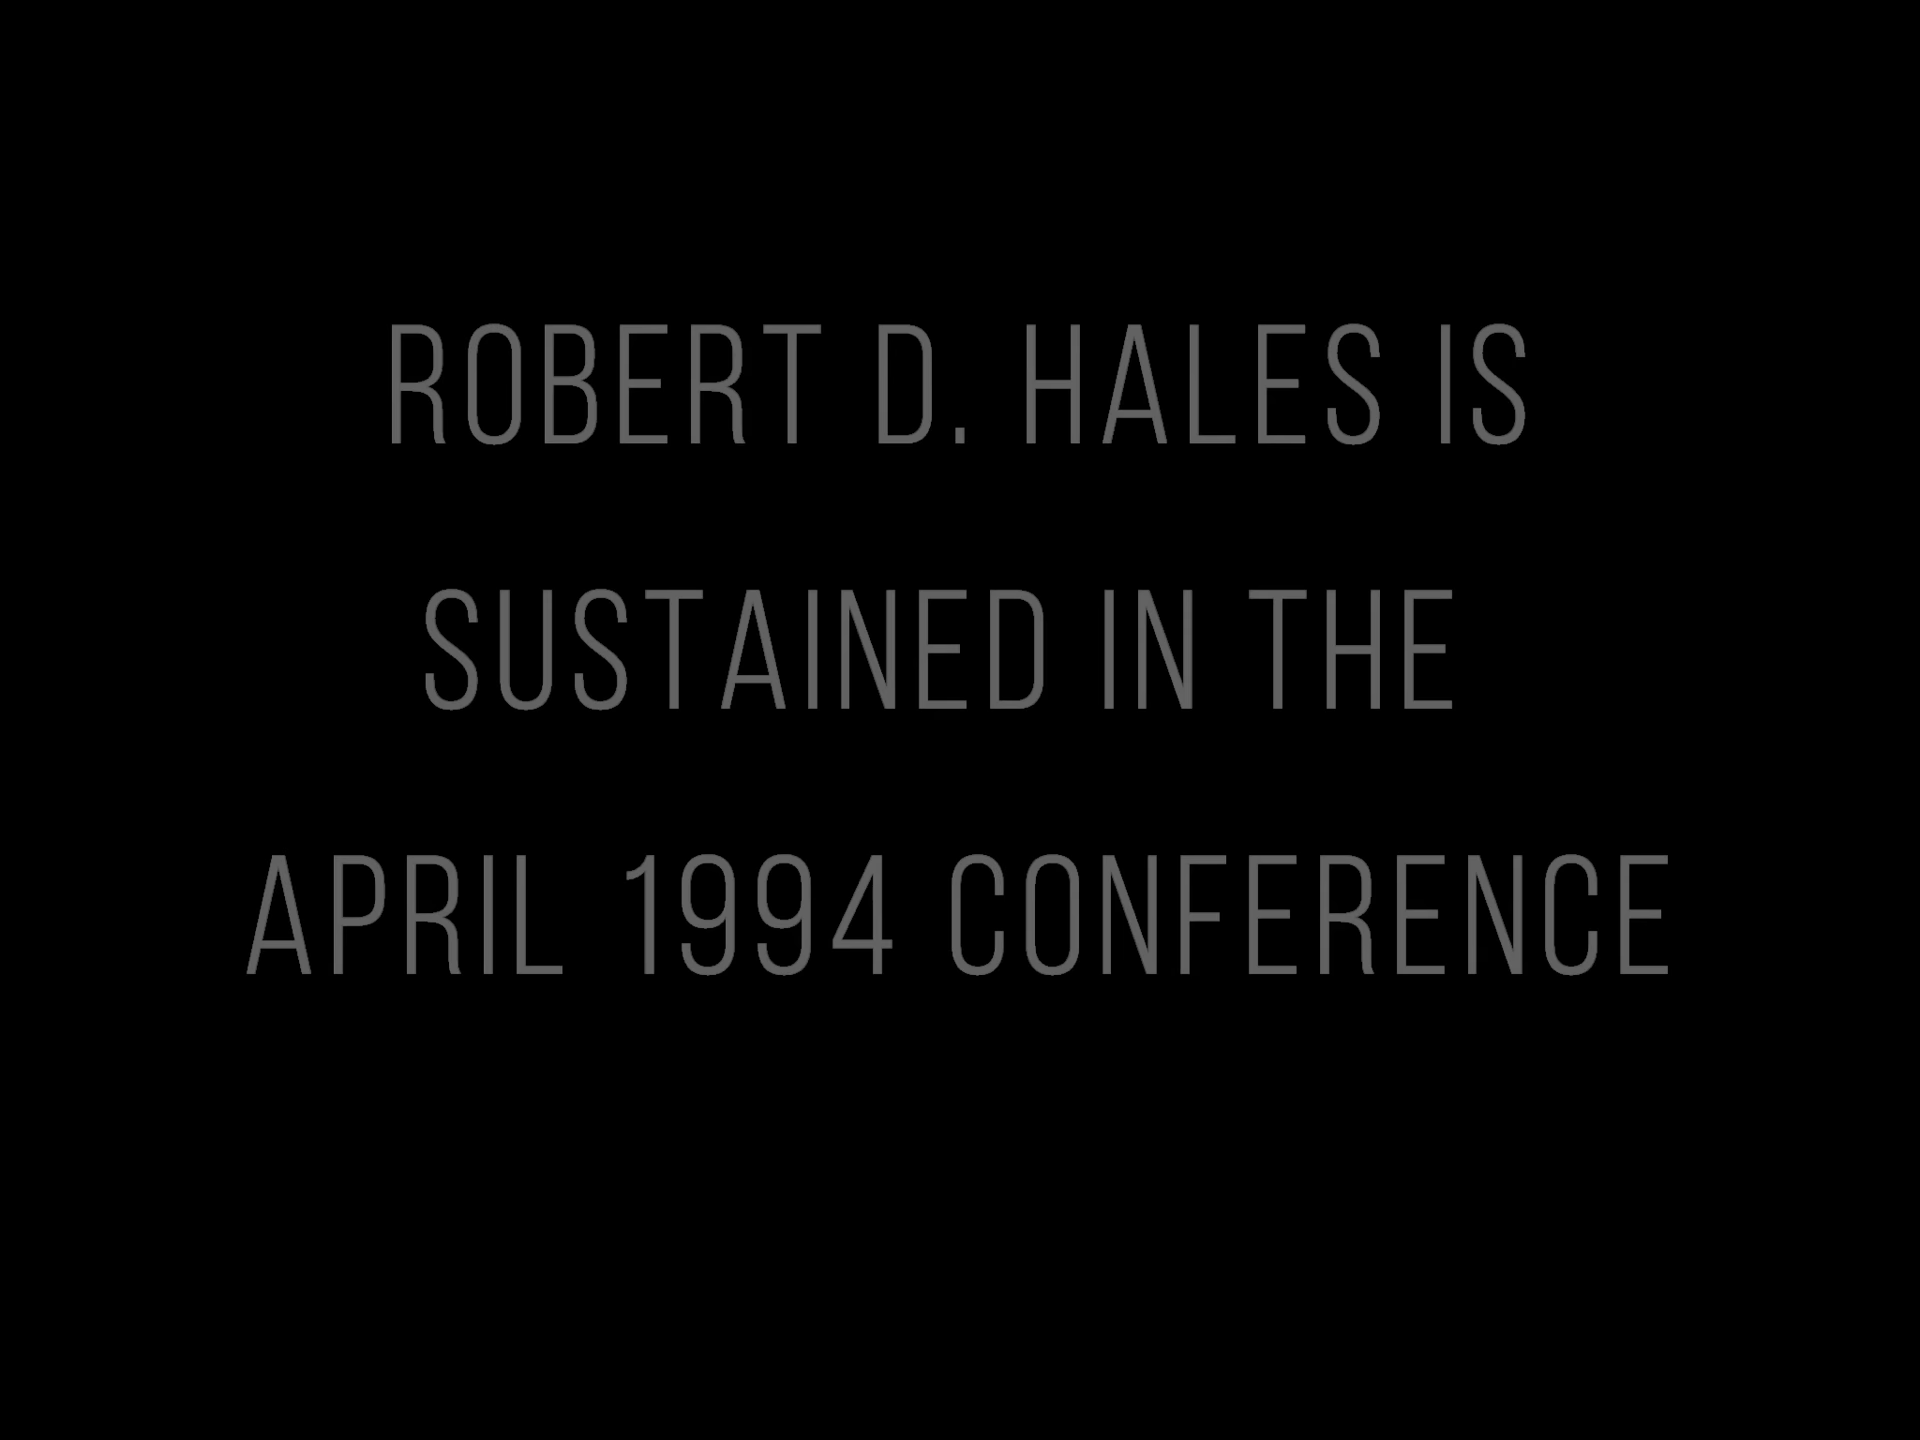 ROBERT D. HALES IS
SUSTAINED IN THE
APRIL 1994 CONFERENCE